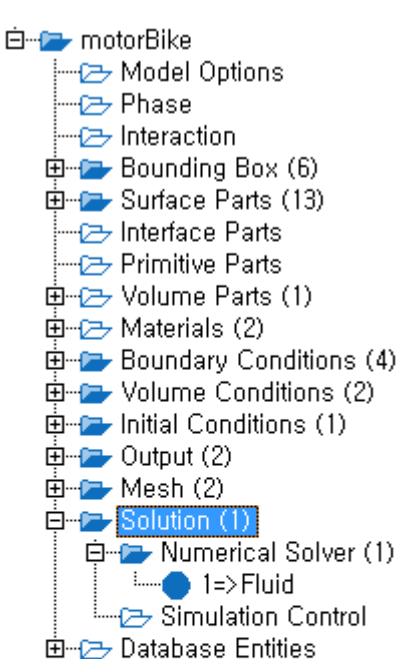 motorBike
Model Options
Phase
Interaction
Bounding Box (6)
Surface Parts (13)
Interface Parts
Primitive Parts
Volume Parts (1)
Materials (2)
Boundary Conditions (4)
Volume Conditions (2)
Initial Conditions (1)
Output (2)
Mesh (2)
Solution (1)
Numerical Solver (1)
1=>Fluid
Simulation Control
Database Entities